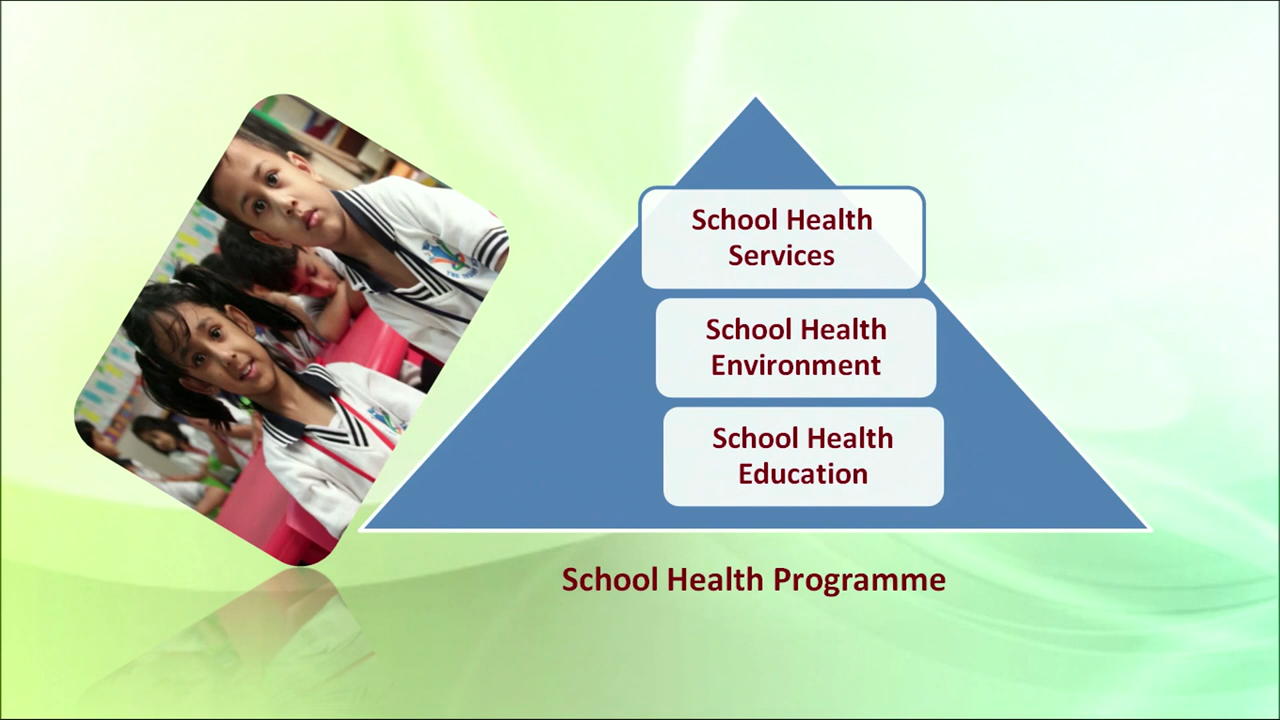 School Health
Services
School Health
Environment
School Health
Education
School Health Programme